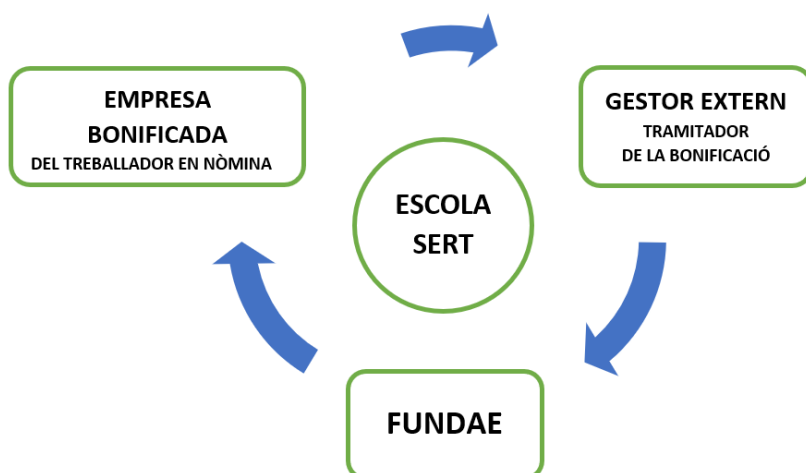 EMPRESA
BONIFICADA
DEL TREBALLADOR EN NÒMINA
GESTOR EXTERN
TRAMITADOR
DE LA BONIFICACIÓ
ESCOLA
SERT
FUNDAE